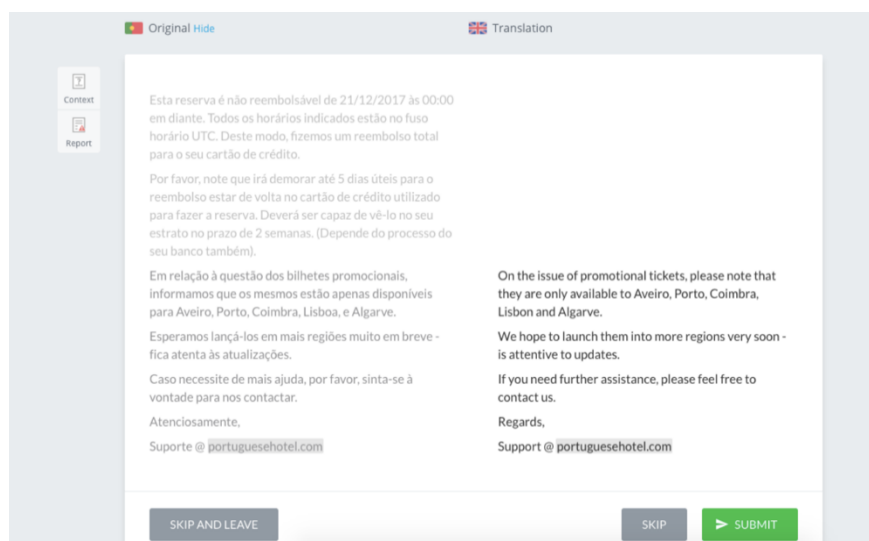 Original Hide
Translation
Context
Report
Esta reserva é não reembolsável de 21/12/2017 às 00:00
em diante. Todos os horários indicados estão no fuso
horário UTC. Deste modo, fizemos um reembolso total
para o seu cartão de crédito.
Por favor, note que irá demorar até 5 dias úteis para o
reembolso estar de volta no cartão de crédito utilizado
para fazer a reserva. Deverá ser capaz de vê-lo no seu
estrato no prazo de 2 semanas. (Depende do processo do
seu banco também).
Em relação à questão dos bilhetes promocionais,
informamos que os mesmos estão apenas disponíveis
para Aveiro, Porto, Coimbra, Lisboa, e Algarve.
Esperamos lançá-los em mais regiões muito em breve -
fica atenta às atualizações.
Caso necessite de mais ajuda, por favor, sinta-se à
vontade para nos contactar.
Atenciosamente,
Suporte @ portuguesehotel.com
On the issue of promotional tickets, please note that
they are only available to Aveiro, Porto, Coimbra,
Lisbon and Algarve.
We hope to launch them into more regions very soon -
is attentive to updates.
If you need further assistance, please feel free to
contact us.
Regards,
Support @ portuguesehotel.com
SKIP AND LEAVE
SKIP
SUBMIT